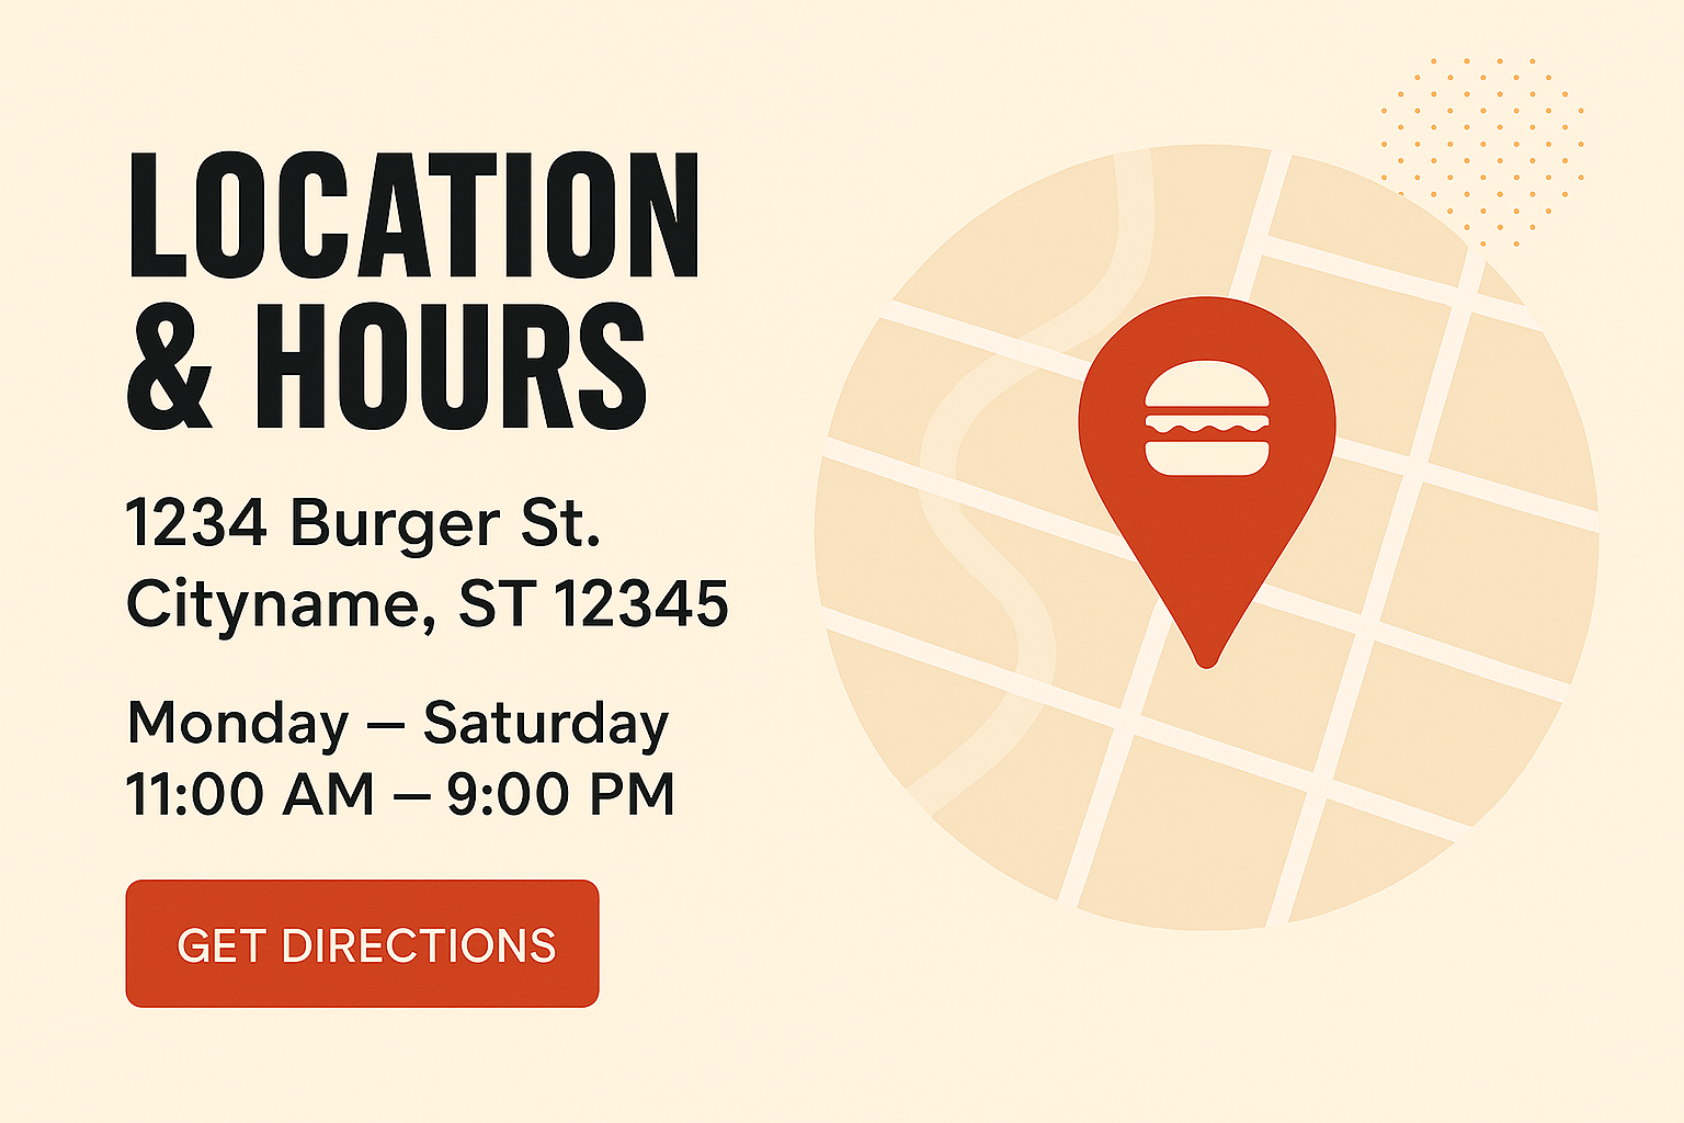 LOCATION
& HOURS
1234 Burger St.
Cityname, ST 12345
Monday – Saturday
11:00 AM – 9:00 PM
GET DIRECTIONS